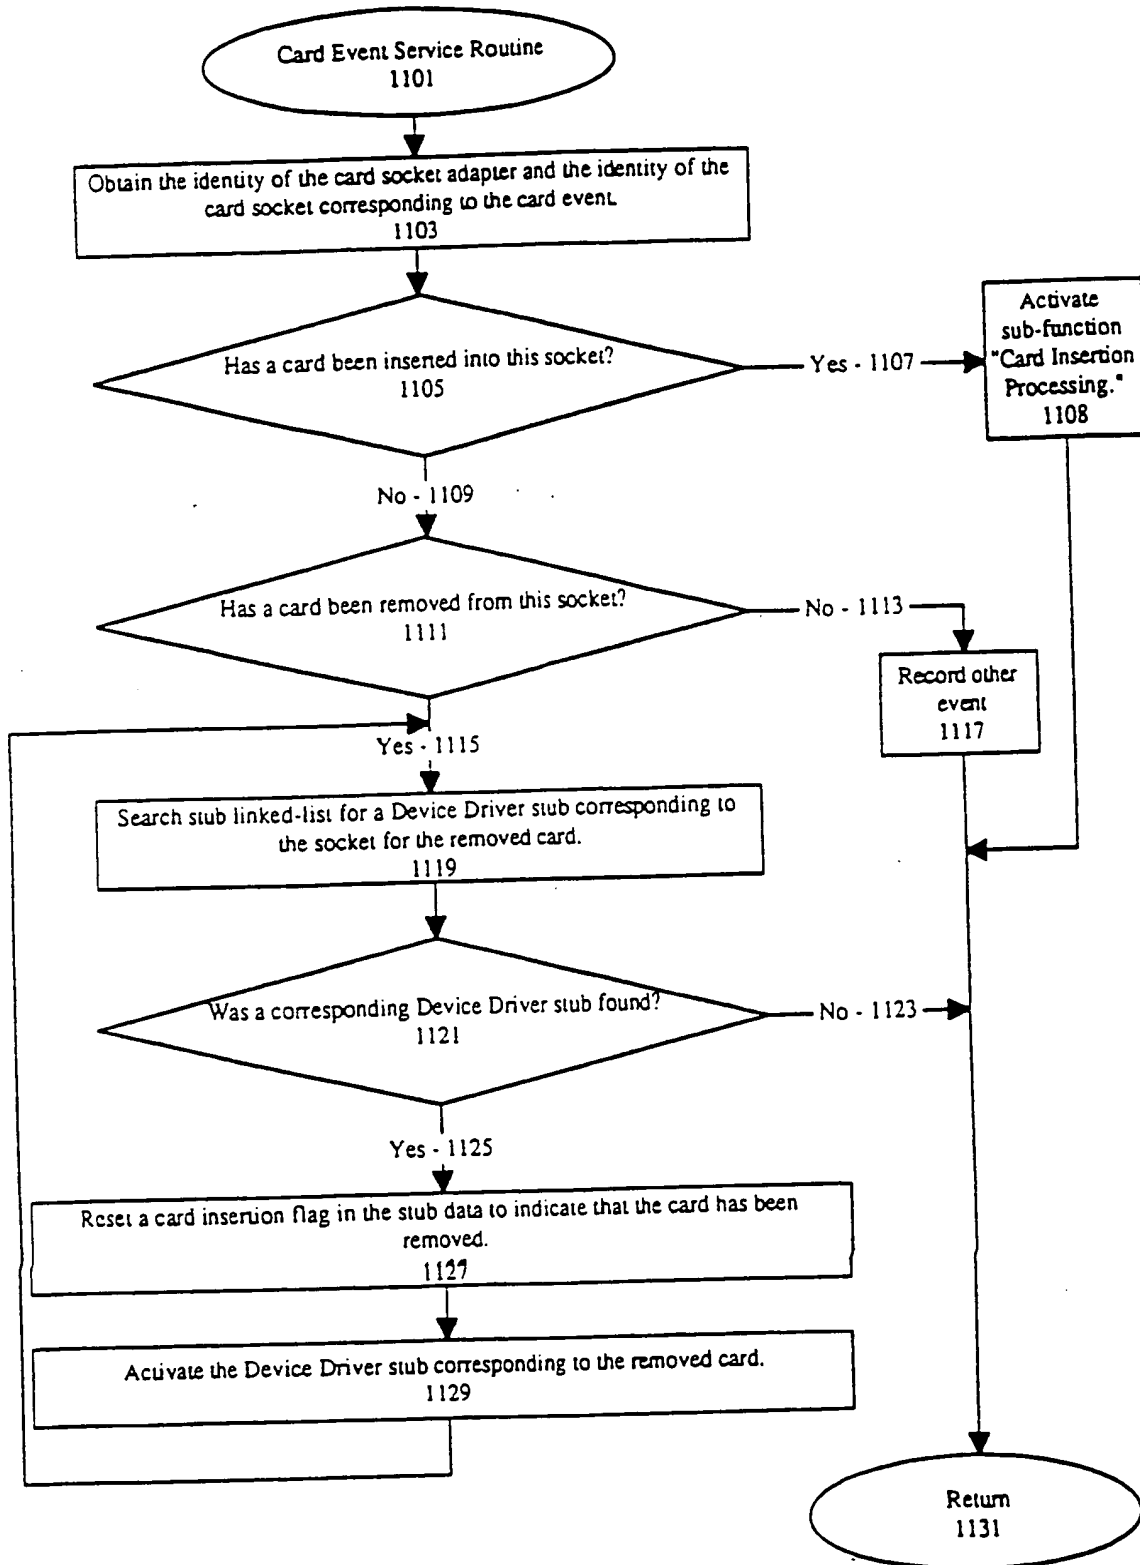 Card Event Service Routine
1101
Obtain the identity of the card socket adapter and the identity of the
card socket corresponding to the card event.
1103
Has a card been inserted into this socket?
1105
Yes - 1107
Activate
sub-function
"Card Insertion
Processing."
1108
No - 1109
Has a card been removed from this socket?
1111
No - 1113
Record other
event
1117
Yes - 1115
Search stub linked-list for a Device Driver stub corresponding to
the socket for the removed card.
1119
Was a corresponding Device Driver stub found?
1121
No - 1123
Yes - 1125
Reset a card insertion flag in the stub data to indicate that the card has been
removed.
1127
Activate the Device Driver stub corresponding to the removed card.
1129
Return
1131